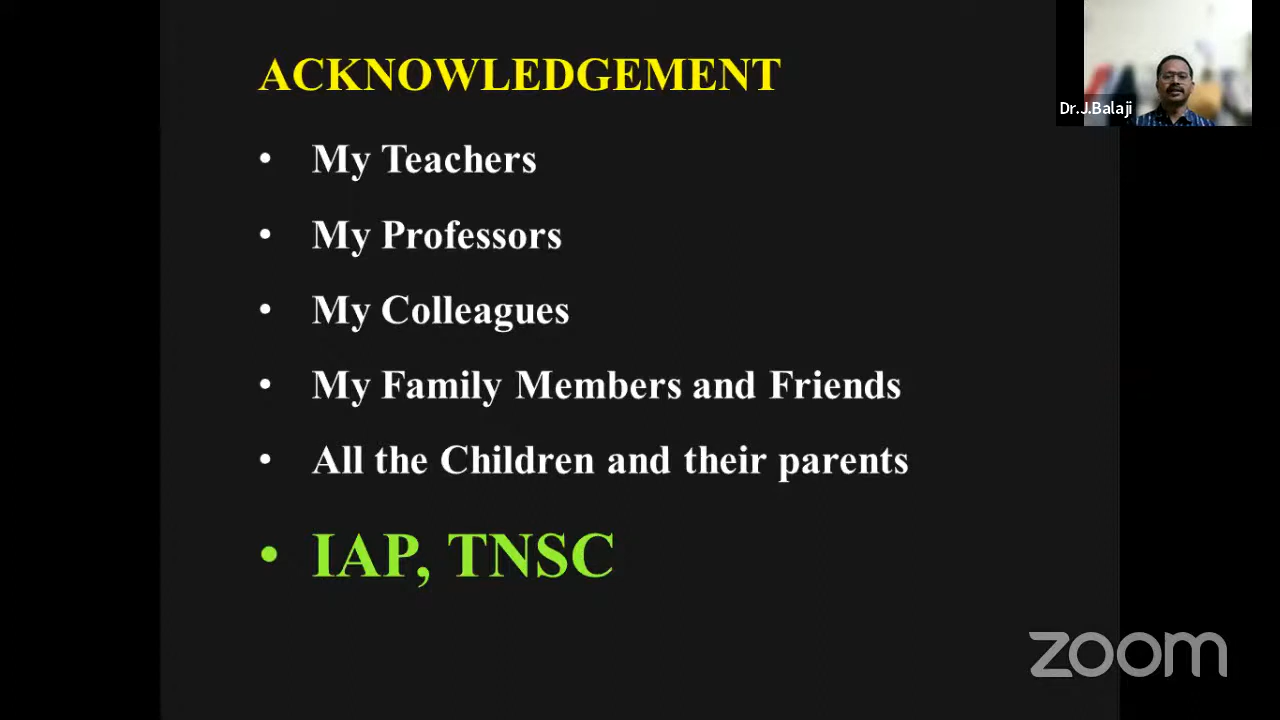 ACKNOWLEDGEMENT
Dr.J.Balaji
• My Teachers
• My Professors
• My Colleagues
• My Family Members and Friends
• All the Children and their parents
• IAP, TNSC
zoom